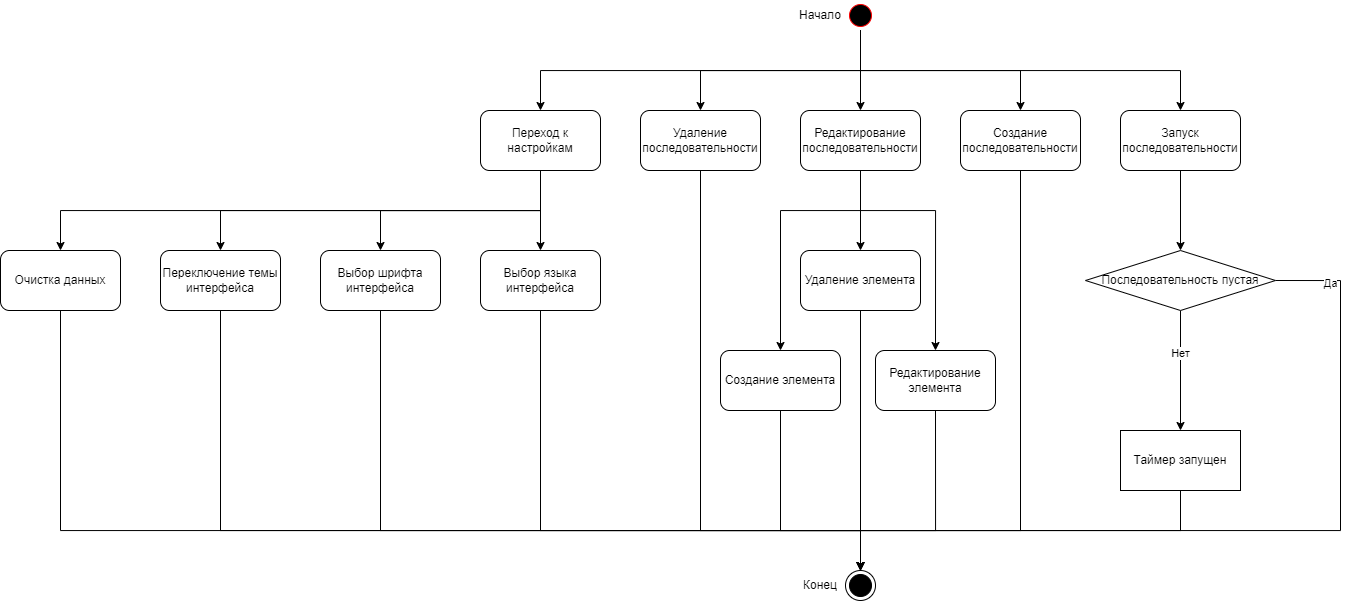 Начало
Переход к
настройкам
Удаление
последовательности
Редактирование
последовательности
Создание
последовательности
Запуск
последовательности
Очистка данных
Переключение темы
интерфейса
Выбор шрифта
интерфейса
Выбор языка
интерфейса
Удаление элемента
Последовательность пустая
Да
Нет
Создание элемента
Редактирование
элемента
Таймер запущен
Конец